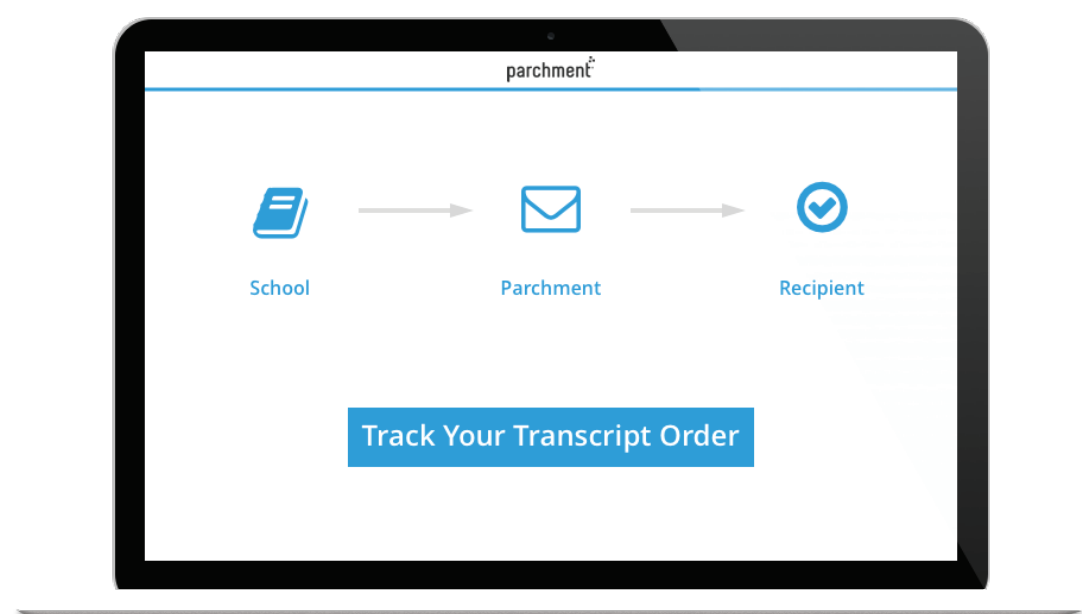 parchment
School
Parchment
Recipient
Track Your Transcript Order